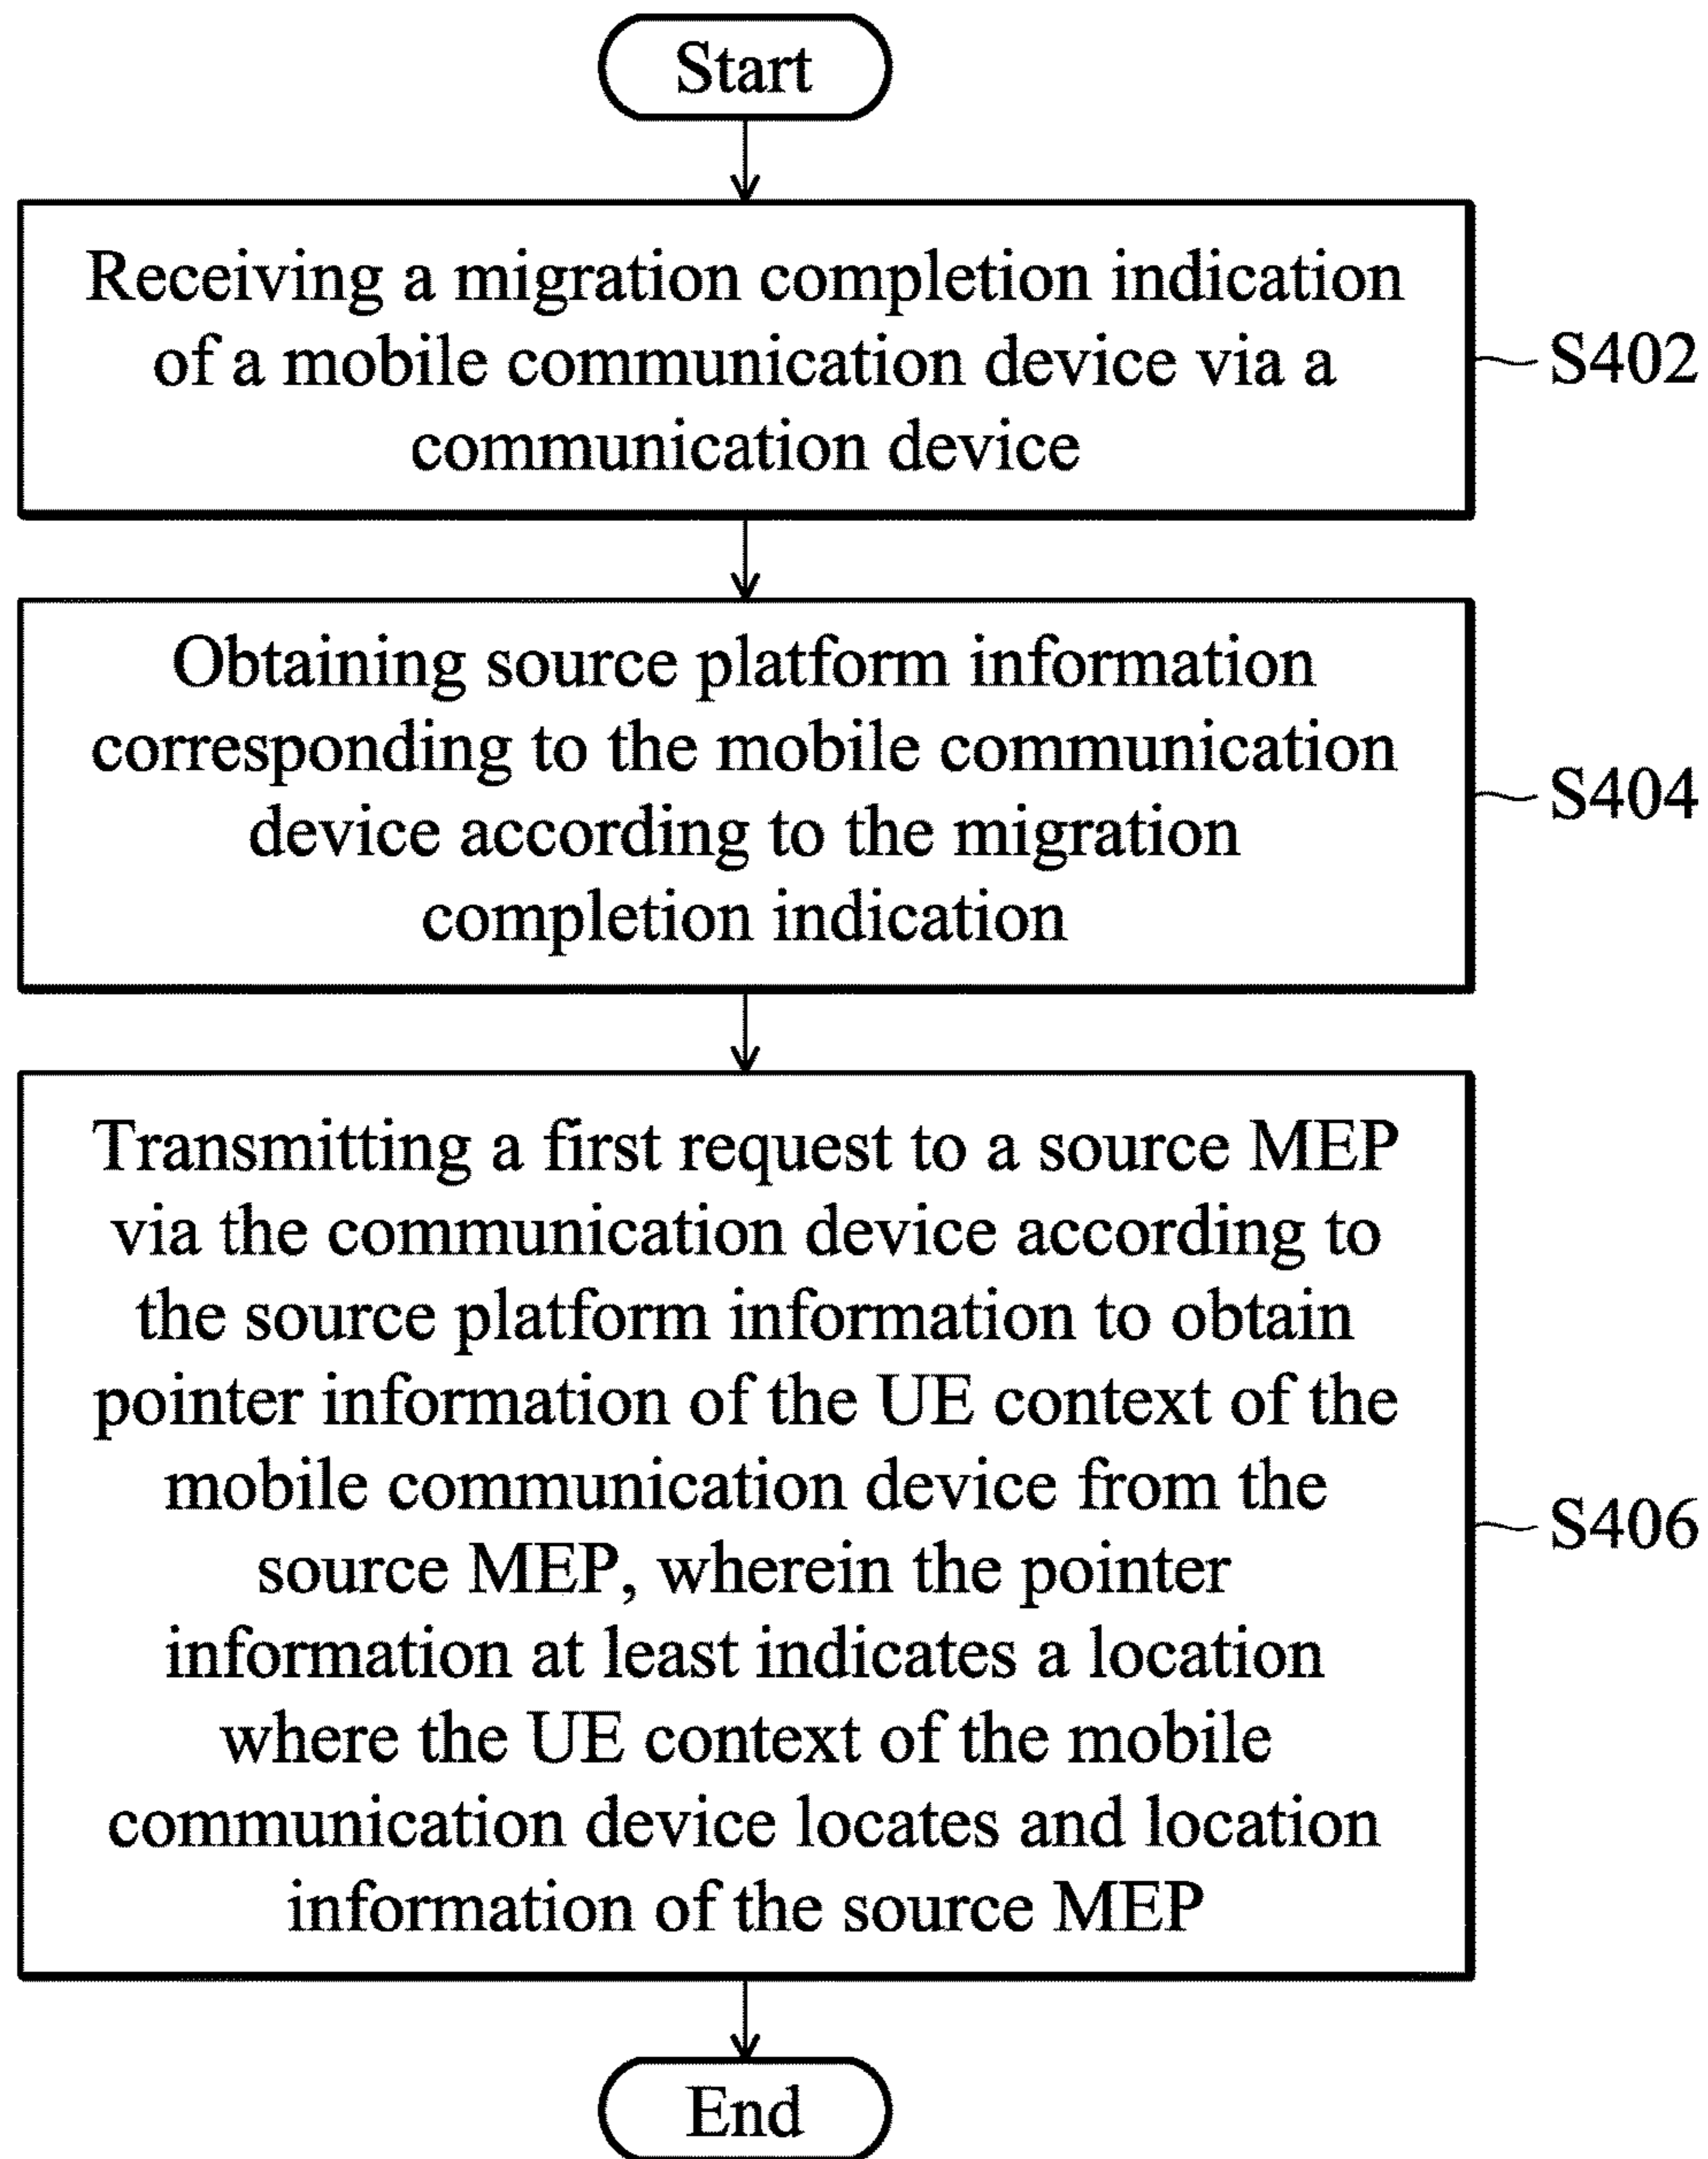 Start
Receiving a migration completion indication
of a mobile communication device via a
communication device
S402
Obtaining source platform information
corresponding to the mobile communication
device according to the migration
completion indication
S404
Transmitting a first request to a source MEP
via the communication device according to
the source platform information to obtain
pointer information of the UE context of the
mobile communication device from the
source MEP, wherein the pointer
information at least indicates a location
where the UE context of the mobile
communication device locates and location
information of the source MEP
S406
End